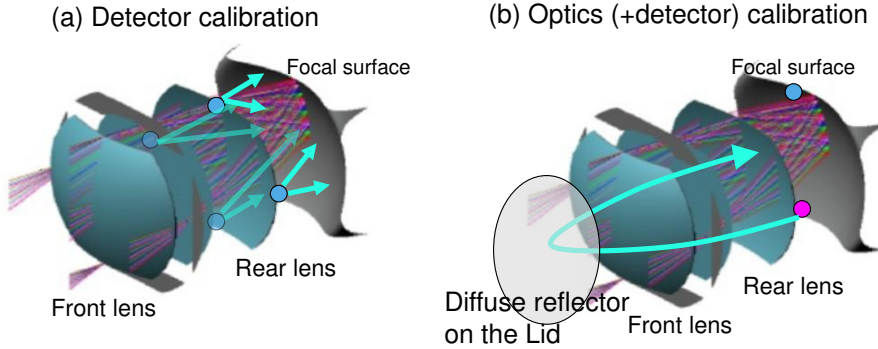 (a) Detector calibration
Focal surface
Rear lens
Front lens
(b) Optics (+detector) calibration
Focal surface
Rear lens
Diffuse reflector
on the Lid
Front lens